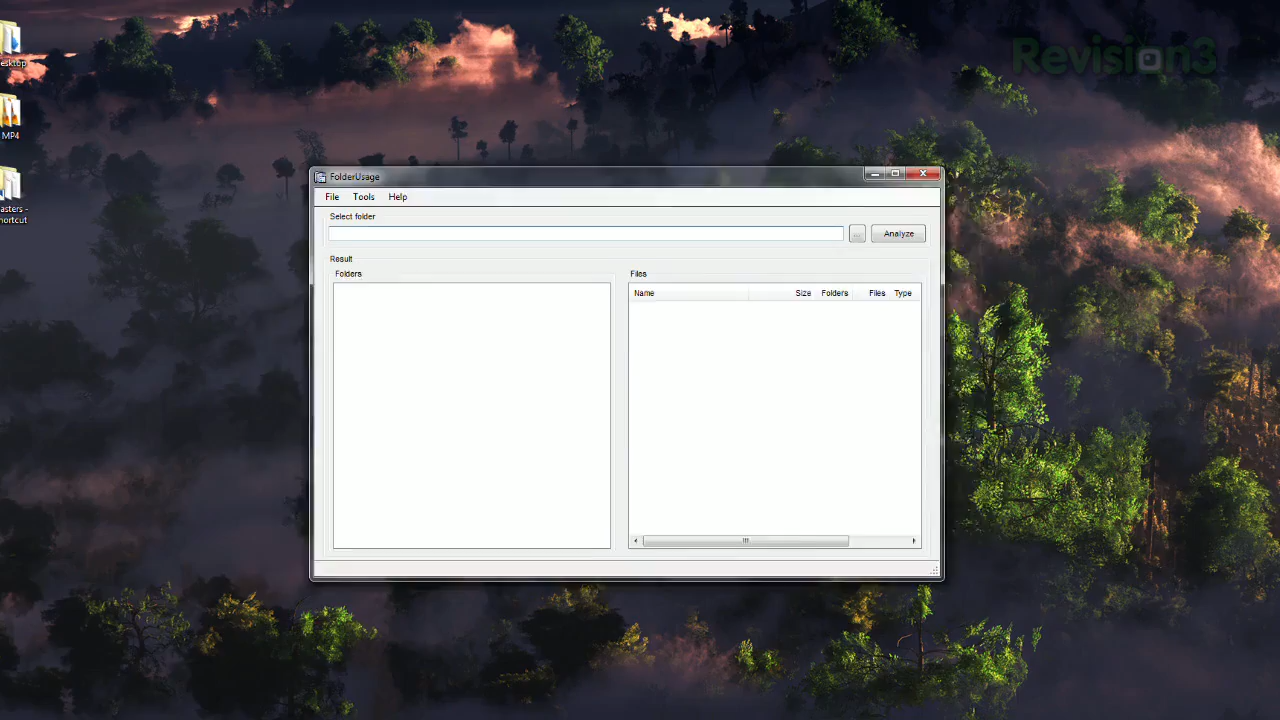 esktop
Revision3
MP4
asters -
hortcut
FolderUsage
File Tools Help
Select folder
... Analyze
Result
Folders Files
Name Size Folders Files Type